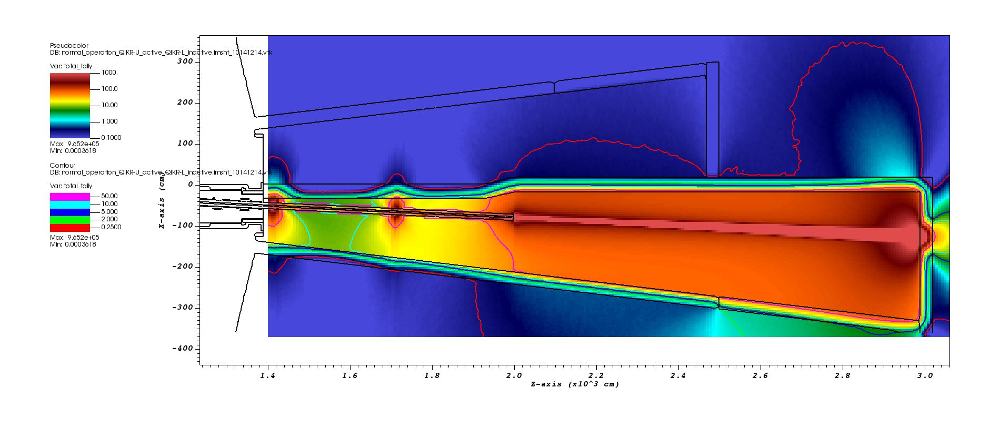 Pseudocolor
DB: normal_operation_QIKR-U_active_QIKR-L_inactive.imsht_10141214.vtk
Var: total_tally
1000.
100.0
10.00
1.000
0.1000
Max: 9.652e+05
Min: 0.0003618
Contour
DB: normal_operation_QIKR-U_active_QIKR-L_inactive.imsht_10141214.vtk
Var: total_tally
50.00
10.00
5.000
2.000
0.2500
Max: 9.652e+05
Min: 0.0003618
X-axis (cm)
300
200
100
0
-100
-200
-300
-400
1.4 1.6 1.8 2.0 2.2 2.4 2.6 2.8 3.0
Z-axis (x10^3 cm)